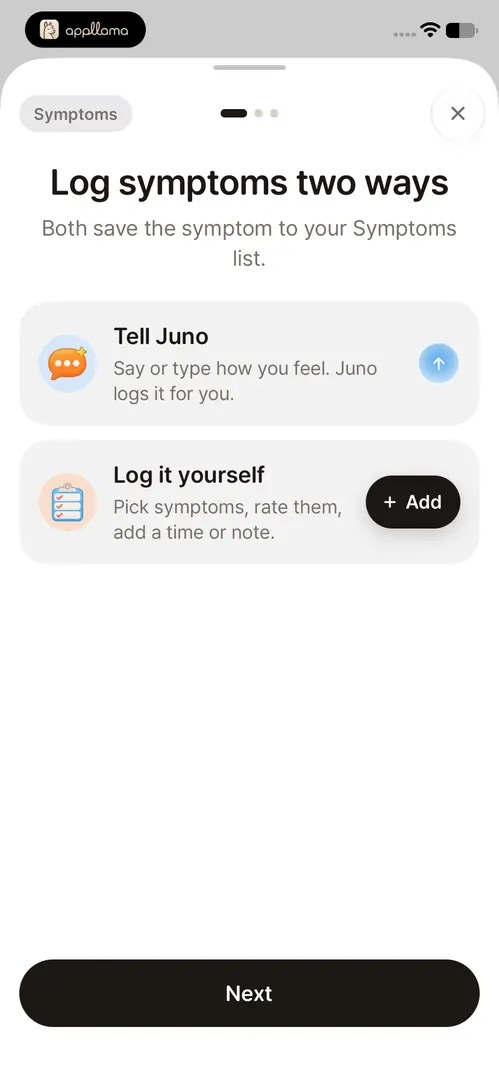 appllama
Symptoms
Log symptoms two ways
Both save the symptom to your Symptoms
list.
Tell Juno
Say or type how you feel. Juno
logs it for you.
Log it yourself
Pick symptoms, rate them,
add a time or note.
+ Add
Next